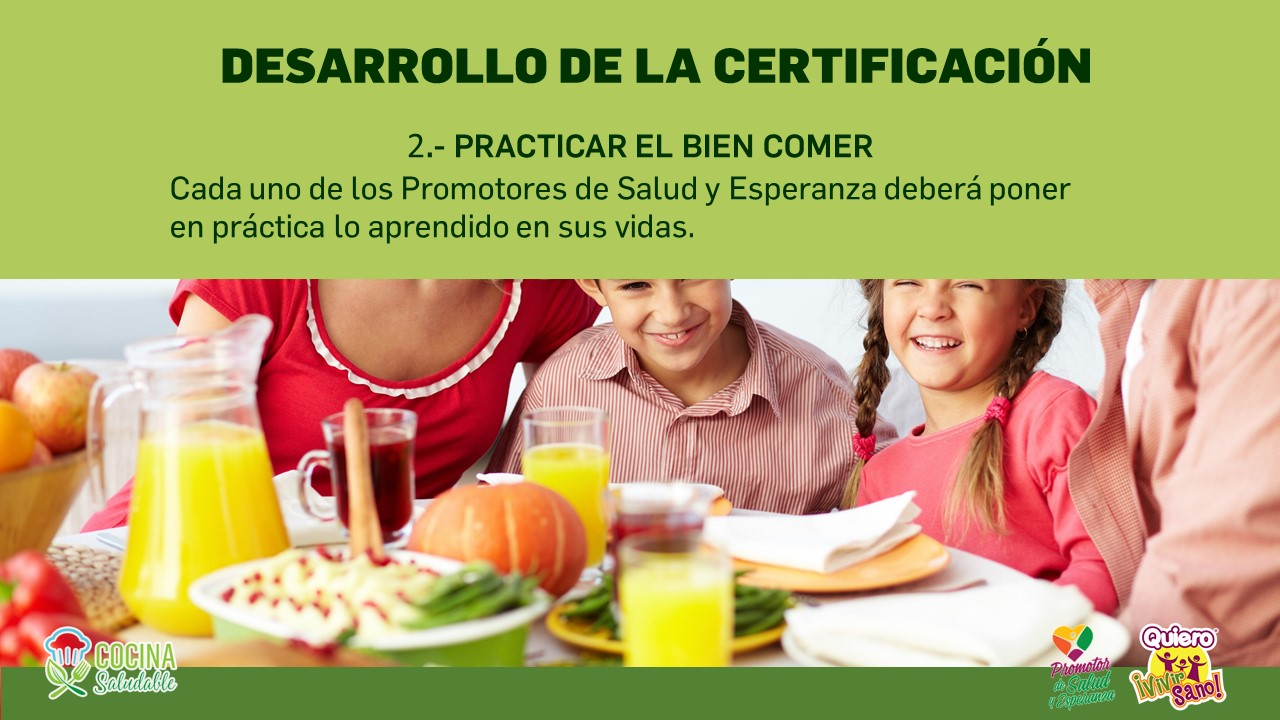 DESARROLLO DE LA CERTIFICACIÓN
2.- PRACTICAR EL BIEN COMER
Cada uno de los Promotores de Salud y Esperanza deberá poner
en práctica lo aprendido en sus vidas.
COCINA
Saludable
Promotor
de Salud
y Esperanza
Quiero
¡Vivir
Sano!